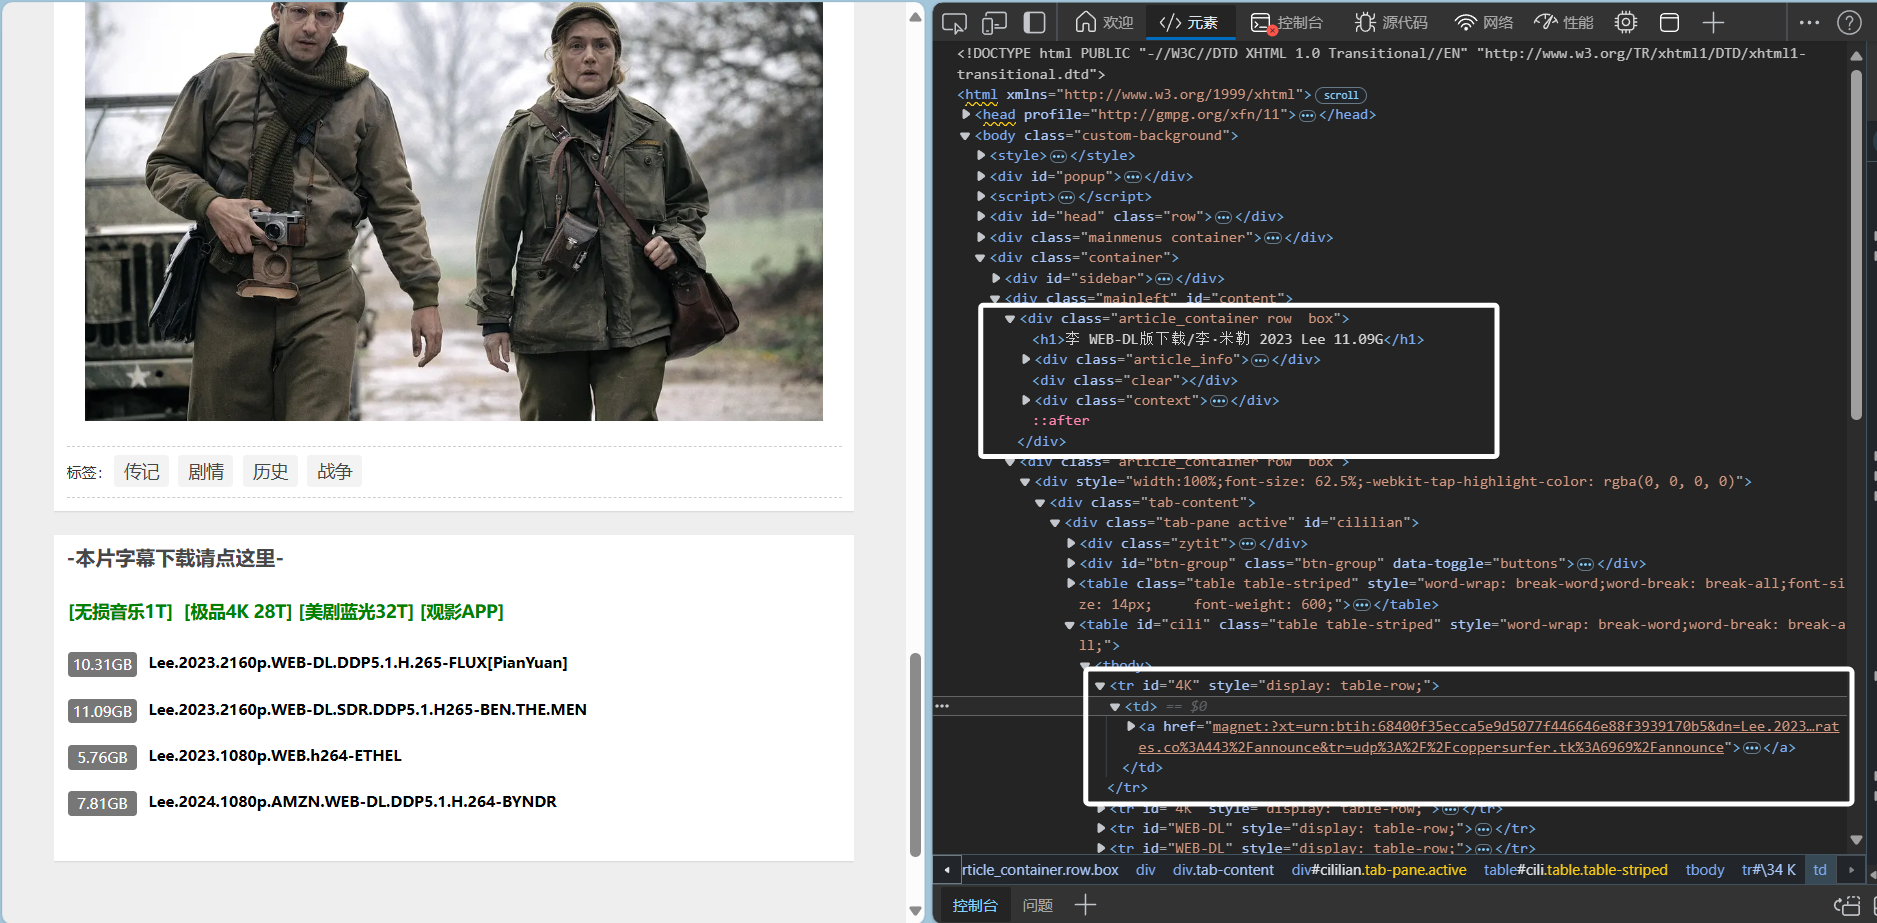 标签：
传记
剧情
历史
战争
-本片字幕下载请点这里-
[无损音乐1T] [极品4K 28T] [美剧蓝光32T] [观影APP]
10.31GB Lee.2023.2160p.WEB-DL.DDP5.1.H.265-FLUX[PianYuan]
11.09GB Lee.2023.2160p.WEB-DL.SDR.DDP5.1.H265-BEN.THE.MEN
5.76GB Lee.2023.1080p.WEB.h264-ETHEL
7.81GB Lee.2024.1080p.AMZN.WEB-DL.DDP5.1.H.264-BYNDR
欢迎
</> 元素
控制台
源代码
网络
性能
<!DOCTYPE html PUBLIC "-//W3C//DTD XHTML 1.0 Transitional//EN" "http://www.w3.org/TR/xhtml1/DTD/xhtml1-
transitional.dtd">
<html xmlns="http://www.w3.org/1999/xhtml"> scroll
<head profile="http://gmpg.org/xfn/11">…</head>
<body class="custom-background">
<style>…</style>
<div id="popup">…</div>
<script>…</script>
<div id="head" class="row">…</div>
<div class="mainmenus container">…</div>
<div class="container">
<div id="sidebar">…</div>
<div class="mainleft" id="content">
<div class="article_container row  box">
<h1>李 WEB-DL版下载/李·米勒 2023 Lee 11.09G</h1>
<div class="article_info">…</div>
<div class="clear"></div>
<div class="context">…</div>
::after
</div>
<div class="article_container row  box">
<div style="width:100%;font-size: 62.5%;-webkit-tap-highlight-color: rgba(0, 0, 0, 0)">
<div class="tab-content">
<div class="tab-pane active" id="cililian">
<div class="zytit">…</div>
<div id="btn-group" class="btn-group" data-toggle="buttons">…</div>
<table class="table table-striped" style="word-wrap: break-word;word-break: break-all;font-si
ze: 14px;     font-weight: 600;">…</table>
<table id="cili" class="table table-striped" style="word-wrap: break-word;word-break: break-a
ll;">
<tbody>
<tr id="4K" style="display: table-row;">
<td> == $0
<a href="magnet:?xt=urn:btih:68400f35ecca5e9d5077f446646e88f3939170b5&dn=Lee.2023…rat
es.co%3A443%2Fannounce&tr=udp%3A%2F%2Fcoppersurfer.tk%3A6969%2Fannounce">…</a>
</td>
</tr>
<tr id="4K" style="display: table-row;">…</tr>
<tr id="WEB-DL" style="display: table-row;">…</tr>
<tr id="WEB-DL" style="display: table-row;">…</tr>
rticle_container.row.box div div.tab-content div#cililian.tab-pane.active table#cili.table.table-striped tbody tr#\34 K td
控制台 问题